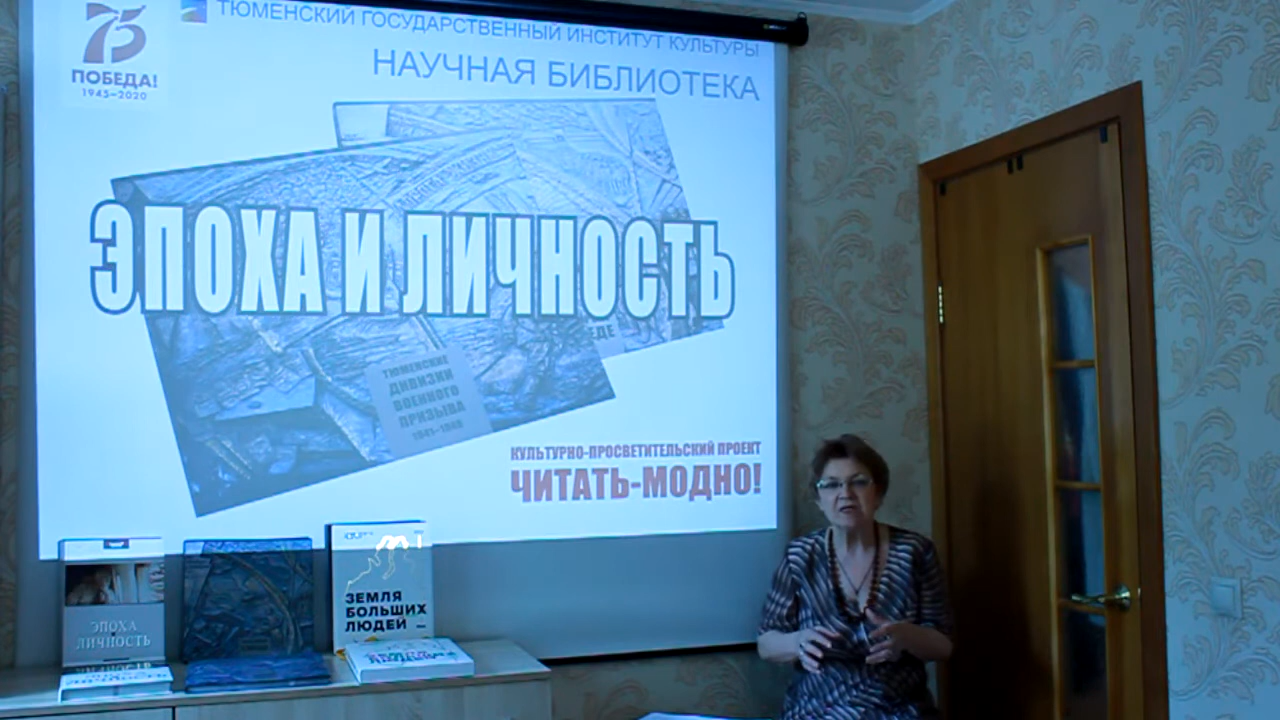 75
ПОБЕДА!
1945–2020
ТЮМЕНСКИЙ ГОСУДАРСТВЕННЫЙ ИНСТИТУТ КУЛЬТУРЫ
НАУЧНАЯ БИБЛИОТЕКА
ЭПОХА И ЛИЧНОСТЬ
ТЮМЕНСКИЕ
ДИВИЗИИ
ВОЕННОГО
ПРИЗЫВА
КУЛЬТУРНО-ПРОСВЕТИТЕЛЬСКИЙ ПРОЕКТ
ЧИТАТЬ-МОДНО!
ЭПОХА
И
ЛИЧНОСТЬ
ЗЕМЛЯ
БОЛЬШИХ
ЛЮДЕЙ